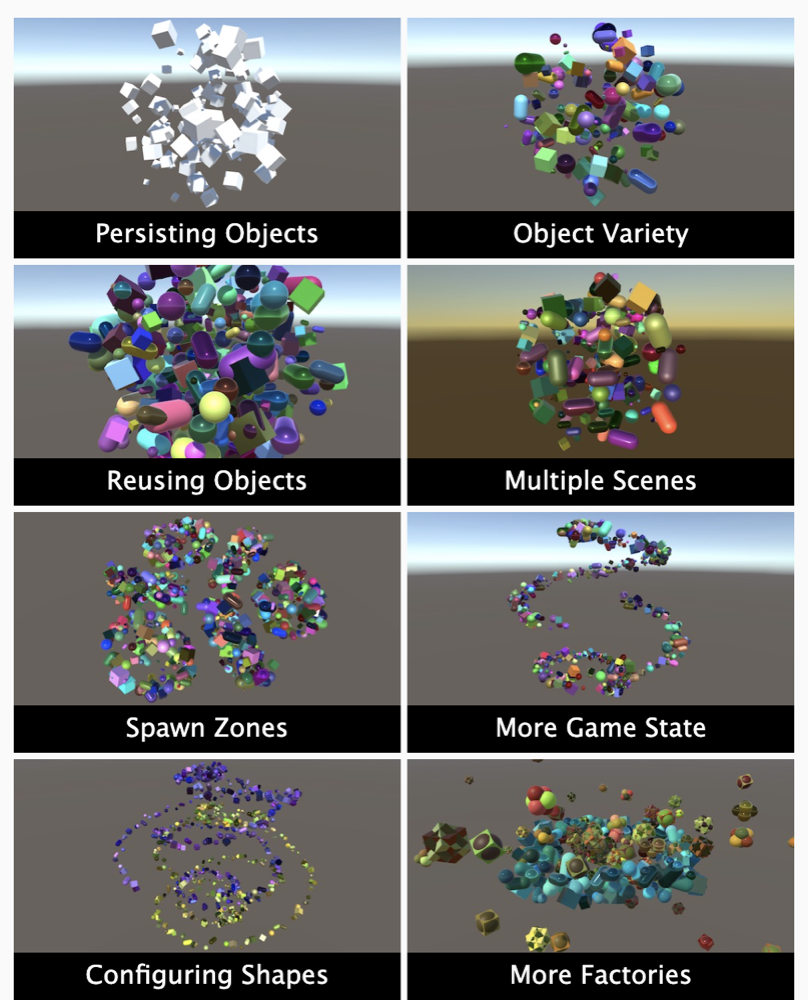 Persisting Objects
Object Variety
Reusing Objects
Multiple Scenes
Spawn Zones
More Game State
Configuring Shapes
More Factories